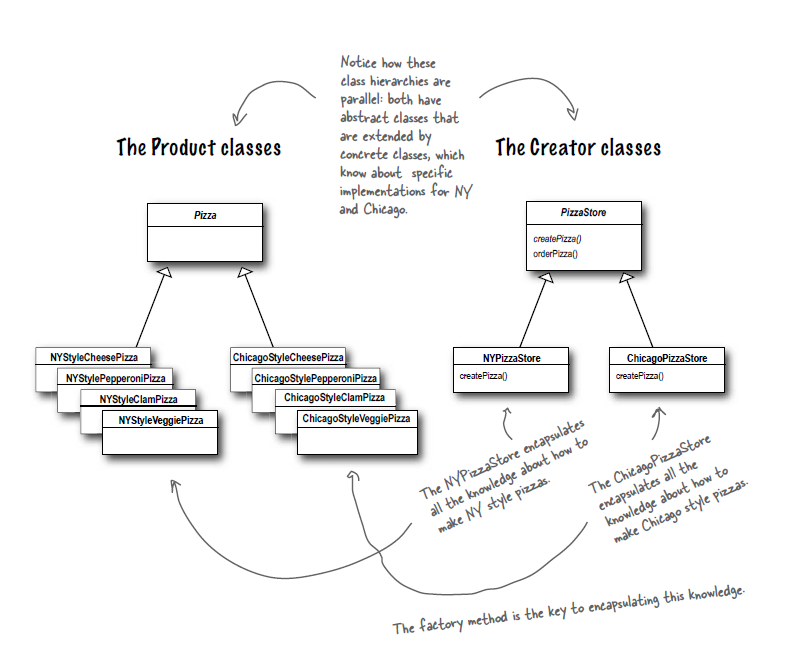 Notice how these
class hierarchies are
parallel: both have
abstract classes that
are extended by
concrete classes, which
know about specific
implementations for NY
and Chicago.
The Product classes
The Creator classes
Pizza
PizzaStore
createPizza()
orderPizza()
NYStyleCheesePizza
NYStylePepperoniPizza
NYStyleClamPizza
NYStyleVeggiePizza
ChicagoStyleCheesePizza
ChicagoStylePepperoniPizza
ChicagoStyleClamPizza
ChicagoStyleVeggiePizza
NYPizzaStore
createPizza()
ChicagoPizzaStore
createPizza()
The NYPizzaStore encapsulates
all the knowledge about how to
make NY style pizzas.
The ChicagoPizzaStore
encapsulates all the
knowledge about how to
make Chicago style pizzas.
The factory method is the key to encapsulating this knowledge.